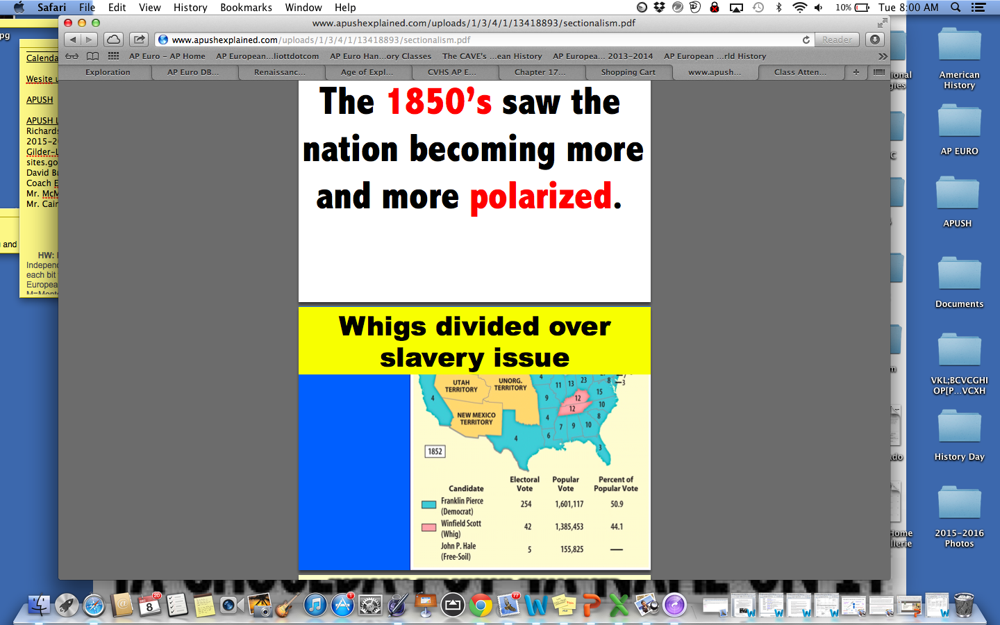 Safari File Edit View History Bookmarks Window Help 10% Tue 8:00 AM
www.apushexplained.com/uploads/1/3/4/1/13418893/sectionalism.pdf
www.apushexplained.com/uploads/1/3/4/1/13418893/sectionalism.pdf Reader
AP Euro – AP Home AP European...liottdotcom AP Euro Han...ory Classes The CAVE's ...ean History AP Europea... 2013–2014 AP European ...rld History
Exploration AP Euro DB... Renaissanc... Age of Expl... CVHS AP E... Chapter 17... Shopping Cart www.apush... Class Atten...
pg
Calenda
Wesite u
APUSH
APUSH L
Richards
2015-2
Gilder-L
sites.go
David B
Coach E
Mr. McM
Mr. Cair
and
HW:
Indepen
each bit
European
The 1850's saw the
nation becoming more
and more polarized.
Whigs divided over
slavery issue
UTAH
TERRITORY
UNORG.
TERRITORY
NEW MEXICO
TERRITORY
4 4 11 13 23 8 3
9 12 15
12 10
4 7 9 10 8
4 6 3
1852
Candidate Electoral Vote Popular Vote Percent of Popular Vote
Franklin Pierce (Democrat) 254 1,601,117 50.9
Winfield Scott (Whig) 42 1,385,453 44.1
John P. Hale (Free-Soil) 5 155,825 —
American
History
AP EURO
APUSH
Documents
VKL;BCVCGHI
OP[P...VCXH
History Day
2015-2016
Photos
ional
gies
Home
llerie
20
8
1
77